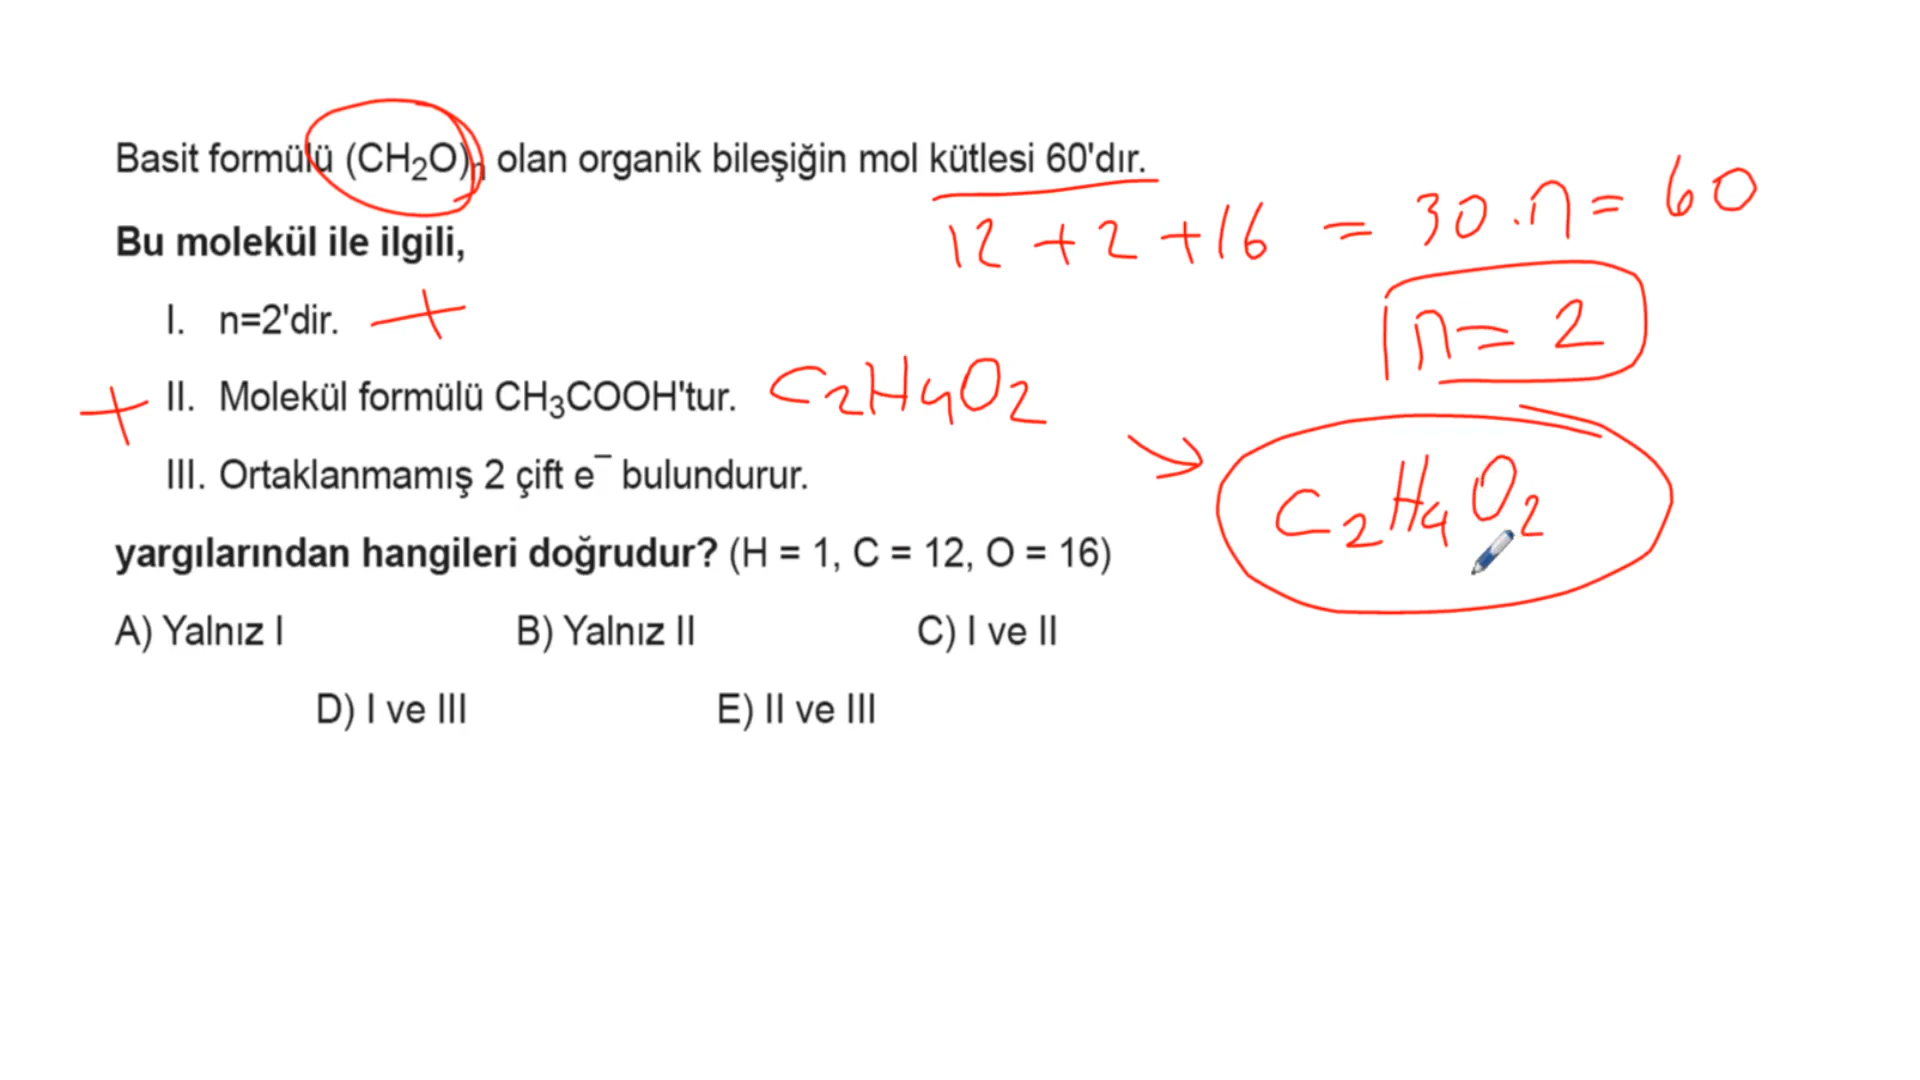 Basit formülü (CH₂O)ₙ olan organik bileşiğin mol kütlesi 60'dır.
12 + 2 + 16 = 30 . n = 60
Bu molekül ile ilgili,
I. n=2'dir. +
n = 2
+ II. Molekül formülü CH₃COOH'tur. C₂H₄O₂
III. Ortaklanmamış 2 çift e⁻ bulundurur.
→ C₂H₄O₂
yargılarından hangileri doğrudur? (H = 1, C = 12, O = 16)
A) Yalnız I B) Yalnız II C) I ve II
D) I ve III E) II ve III